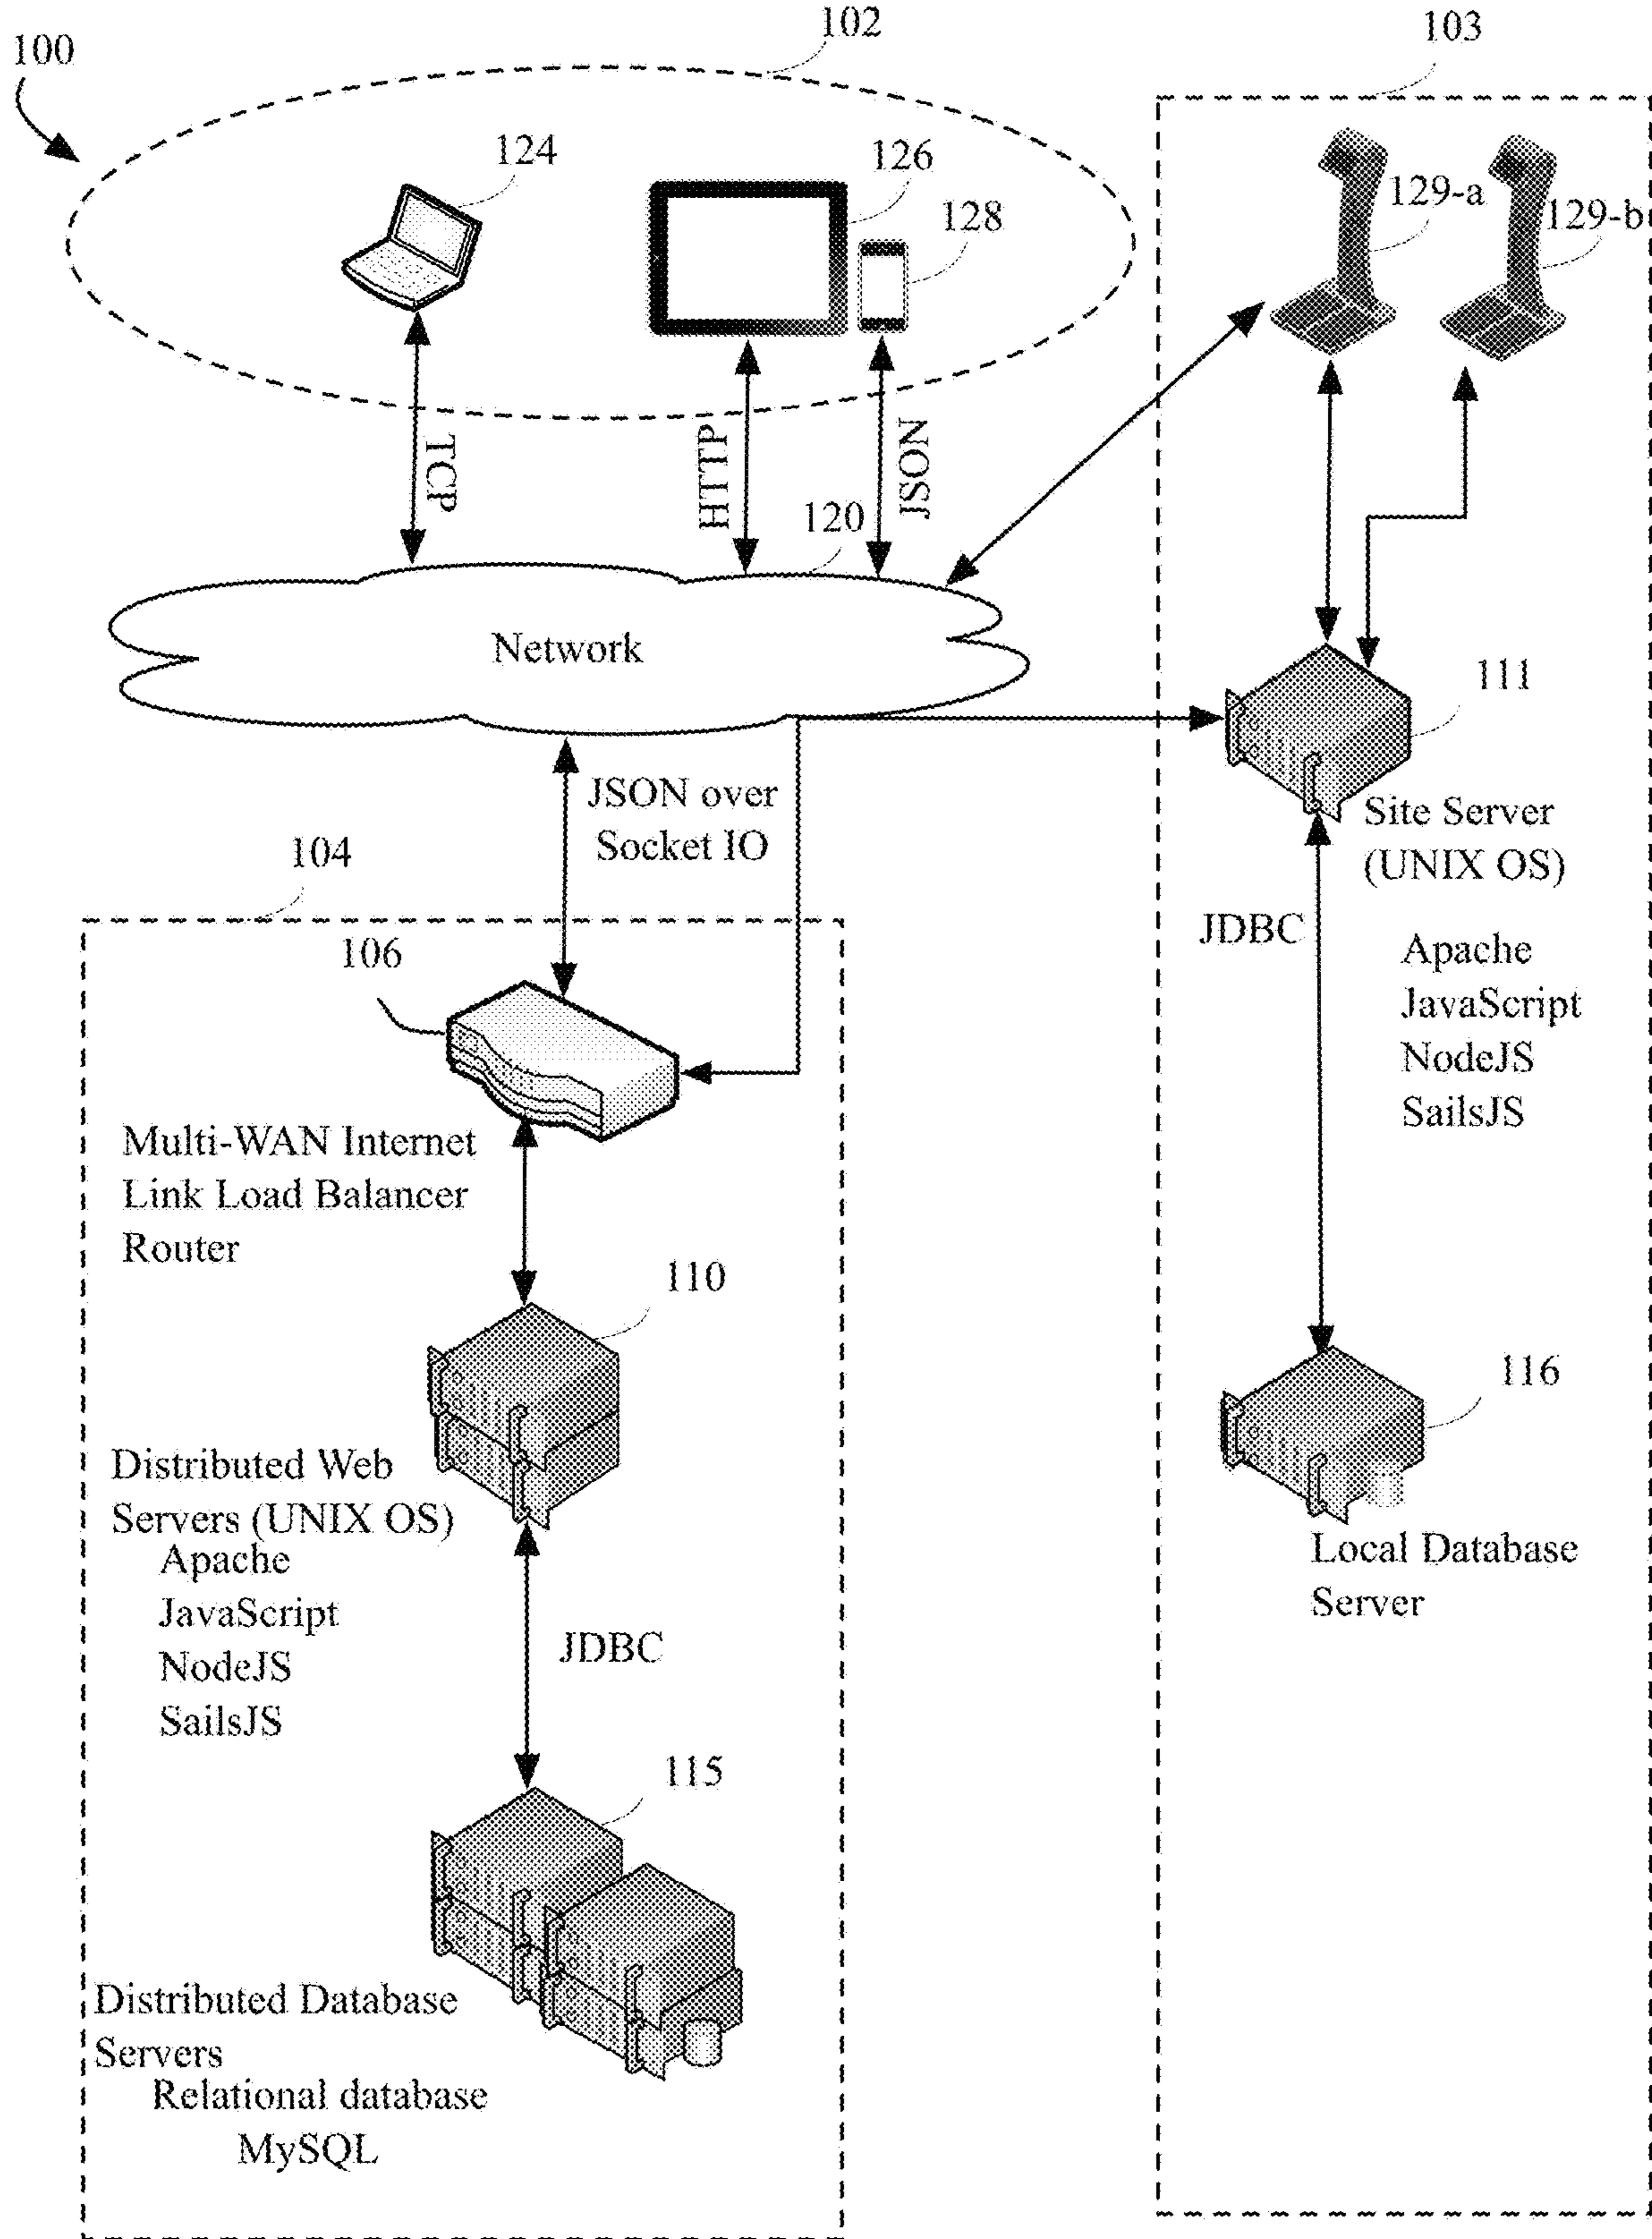 100
102
103
124
126
128
129-a
129-b
TCP
HTTP
JSON
120
Network
111
JSON over
Socket IO
Site Server
(UNIX OS)
104
JDBC
106
Apache
JavaScript
NodeJS
SailsJS
Multi-WAN Internet
Link Load Balancer
Router
110
116
Distributed Web
Servers (UNIX OS)
Apache
JavaScript
NodeJS
SailsJS
Local Database
Server
JDBC
115
Distributed Database
Servers
Relational database
MySQL